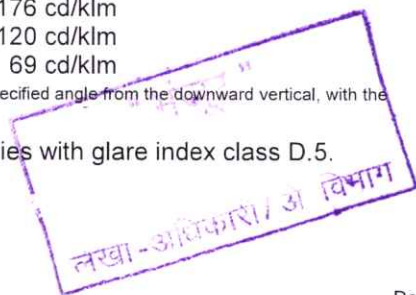 176 cd/klm
120 cd/klm
69 cd/klm
ecified angle from the downward vertical, with the
ies with glare index class D.5.
लेखा-अधिकारी/ अ विभाग